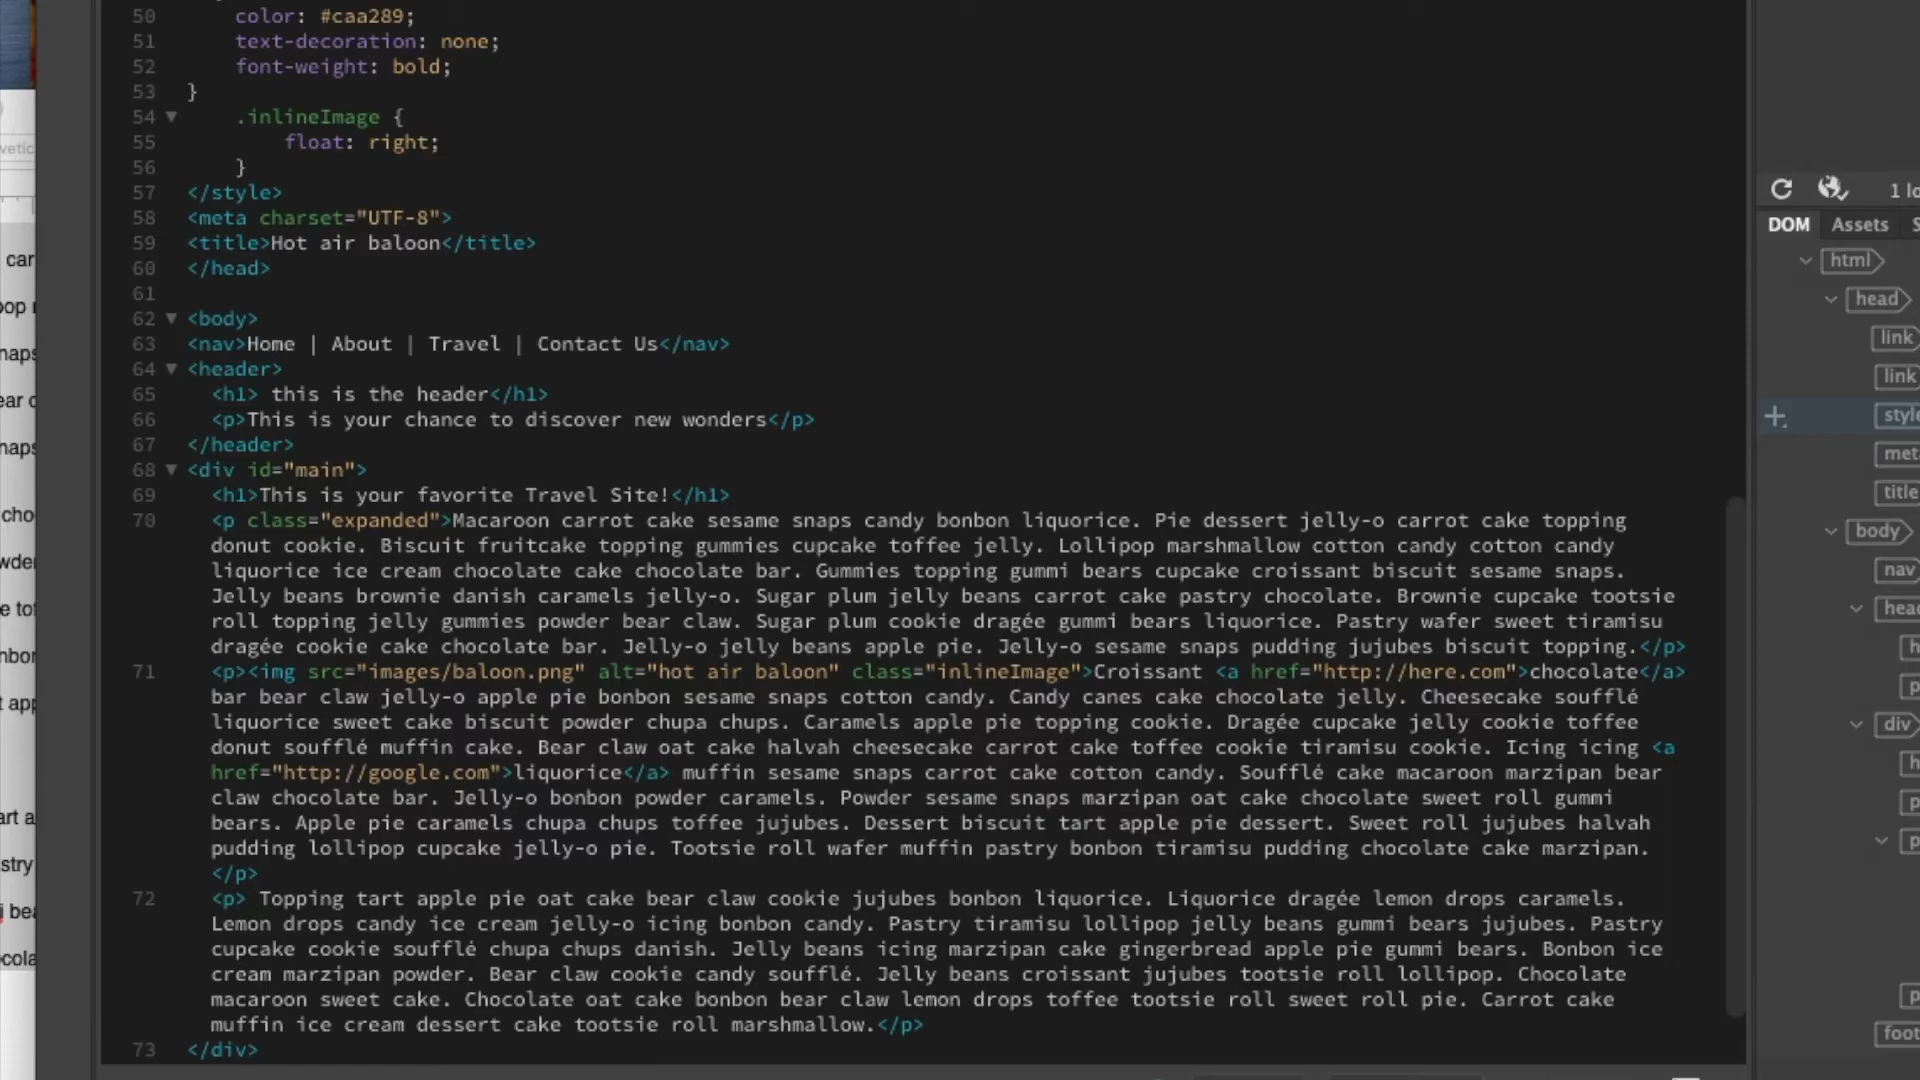 50 color: #caa289;
51 text-decoration: none;
52 font-weight: bold;
53 }
54 .inlineImage {
55 float: right;
56 }
57 </style>
58 <meta charset="UTF-8">
59 <title>Hot air baloon</title>
60 </head>
61
62 <body>
63 <nav>Home | About | Travel | Contact Us</nav>
64 <header>
65 <h1> this is the header</h1>
66 <p>This is your chance to discover new wonders</p>
67 </header>
68 <div id="main">
69 <h1>This is your favorite Travel Site!</h1>
70 <p class="expanded">Macaroon carrot cake sesame snaps candy bonbon liquorice. Pie dessert jelly-o carrot cake topping
donut cookie. Biscuit fruitcake topping gummies cupcake toffee jelly. Lollipop marshmallow cotton candy cotton candy
liquorice ice cream chocolate cake chocolate bar. Gummies topping gummi bears cupcake croissant biscuit sesame snaps.
Jelly beans brownie danish caramels jelly-o. Sugar plum jelly beans carrot cake pastry chocolate. Brownie cupcake tootsie
roll topping jelly gummies powder bear claw. Sugar plum cookie dragée gummi bears liquorice. Pastry wafer sweet tiramisu
dragée cookie cake chocolate bar. Jelly-o jelly beans apple pie. Jelly-o sesame snaps pudding jujubes biscuit topping.</p>
71 <p><img src="images/baloon.png" alt="hot air baloon" class="inlineImage">Croissant <a href="http://here.com">chocolate</a>
bar bear claw jelly-o apple pie bonbon sesame snaps cotton candy. Candy canes cake chocolate jelly. Cheesecake soufflé
liquorice sweet cake biscuit powder chupa chups. Caramels apple pie topping cookie. Dragée cupcake jelly cookie toffee
donut soufflé muffin cake. Bear claw oat cake halvah cheesecake carrot cake toffee cookie tiramisu cookie. Icing icing <a
href="http://google.com">liquorice</a> muffin sesame snaps carrot cake cotton candy. Soufflé cake macaroon marzipan bear
claw chocolate bar. Jelly-o bonbon powder caramels. Powder sesame snaps marzipan oat cake chocolate sweet roll gummi
bears. Apple pie caramels chupa chups toffee jujubes. Dessert biscuit tart apple pie dessert. Sweet roll jujubes halvah
pudding lollipop cupcake jelly-o pie. Tootsie roll wafer muffin pastry bonbon tiramisu pudding chocolate cake marzipan.
</p>
72 <p> Topping tart apple pie oat cake bear claw cookie jujubes bonbon liquorice. Liquorice dragée lemon drops caramels.
Lemon drops candy ice cream jelly-o icing bonbon candy. Pastry tiramisu lollipop jelly beans gummi bears jujubes. Pastry
cupcake cookie soufflé chupa chups danish. Jelly beans icing marzipan cake gingerbread apple pie gummi bears. Bonbon ice
cream marzipan powder. Bear claw cookie candy soufflé. Jelly beans croissant jujubes tootsie roll lollipop. Chocolate
macaroon sweet cake. Chocolate oat cake bonbon bear claw lemon drops toffee tootsie roll sweet roll pie. Carrot cake
muffin ice cream dessert cake tootsie roll marshmallow.</p>
73 </div>
DOM Assets
html
head
link
link
style
meta
title
body
nav
head
h
p
div
h
p
p
p
foot